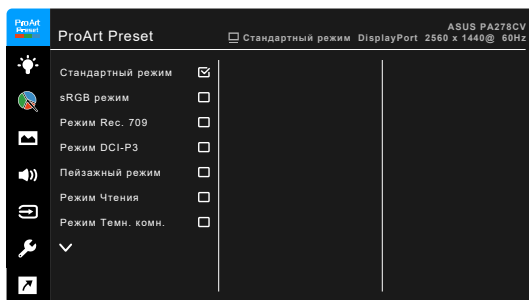 ProArt
Preset
ProArt Preset
ASUS PA278CV
Стандартный режим DisplayPort 2560 x 1440@ 60Hz
Стандартный режим
sRGB режим
Режим Rec. 709
Режим DCI-P3
Пейзажный режим
Режим Чтения
Режим Темн. комн.